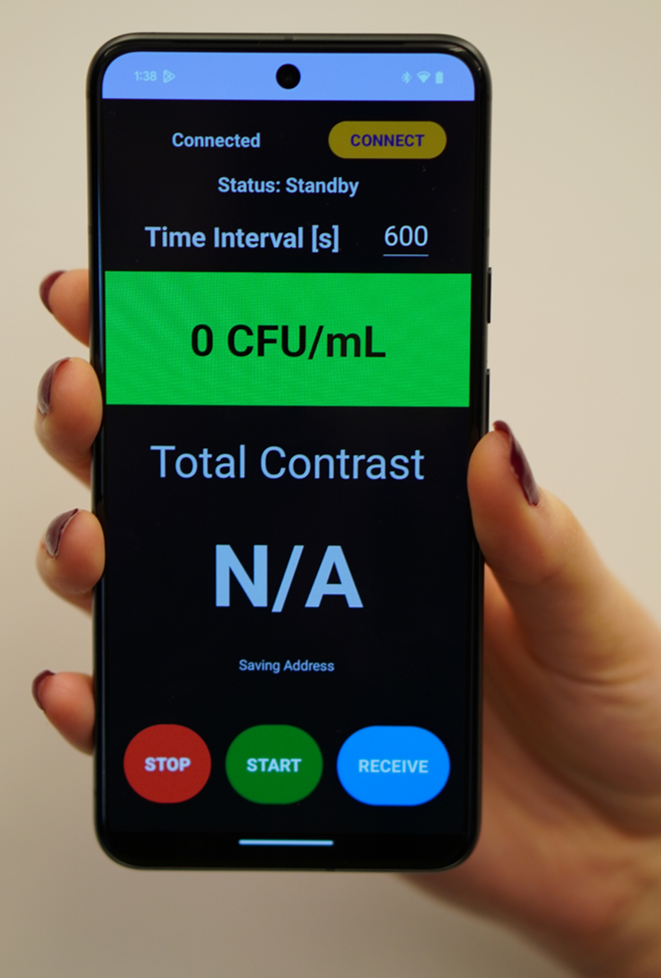 1:38
Connected CONNECT
Status: Standby
Time Interval [s] 600
0 CFU/mL
Total Contrast
N/A
Saving Address
STOP START RECEIVE